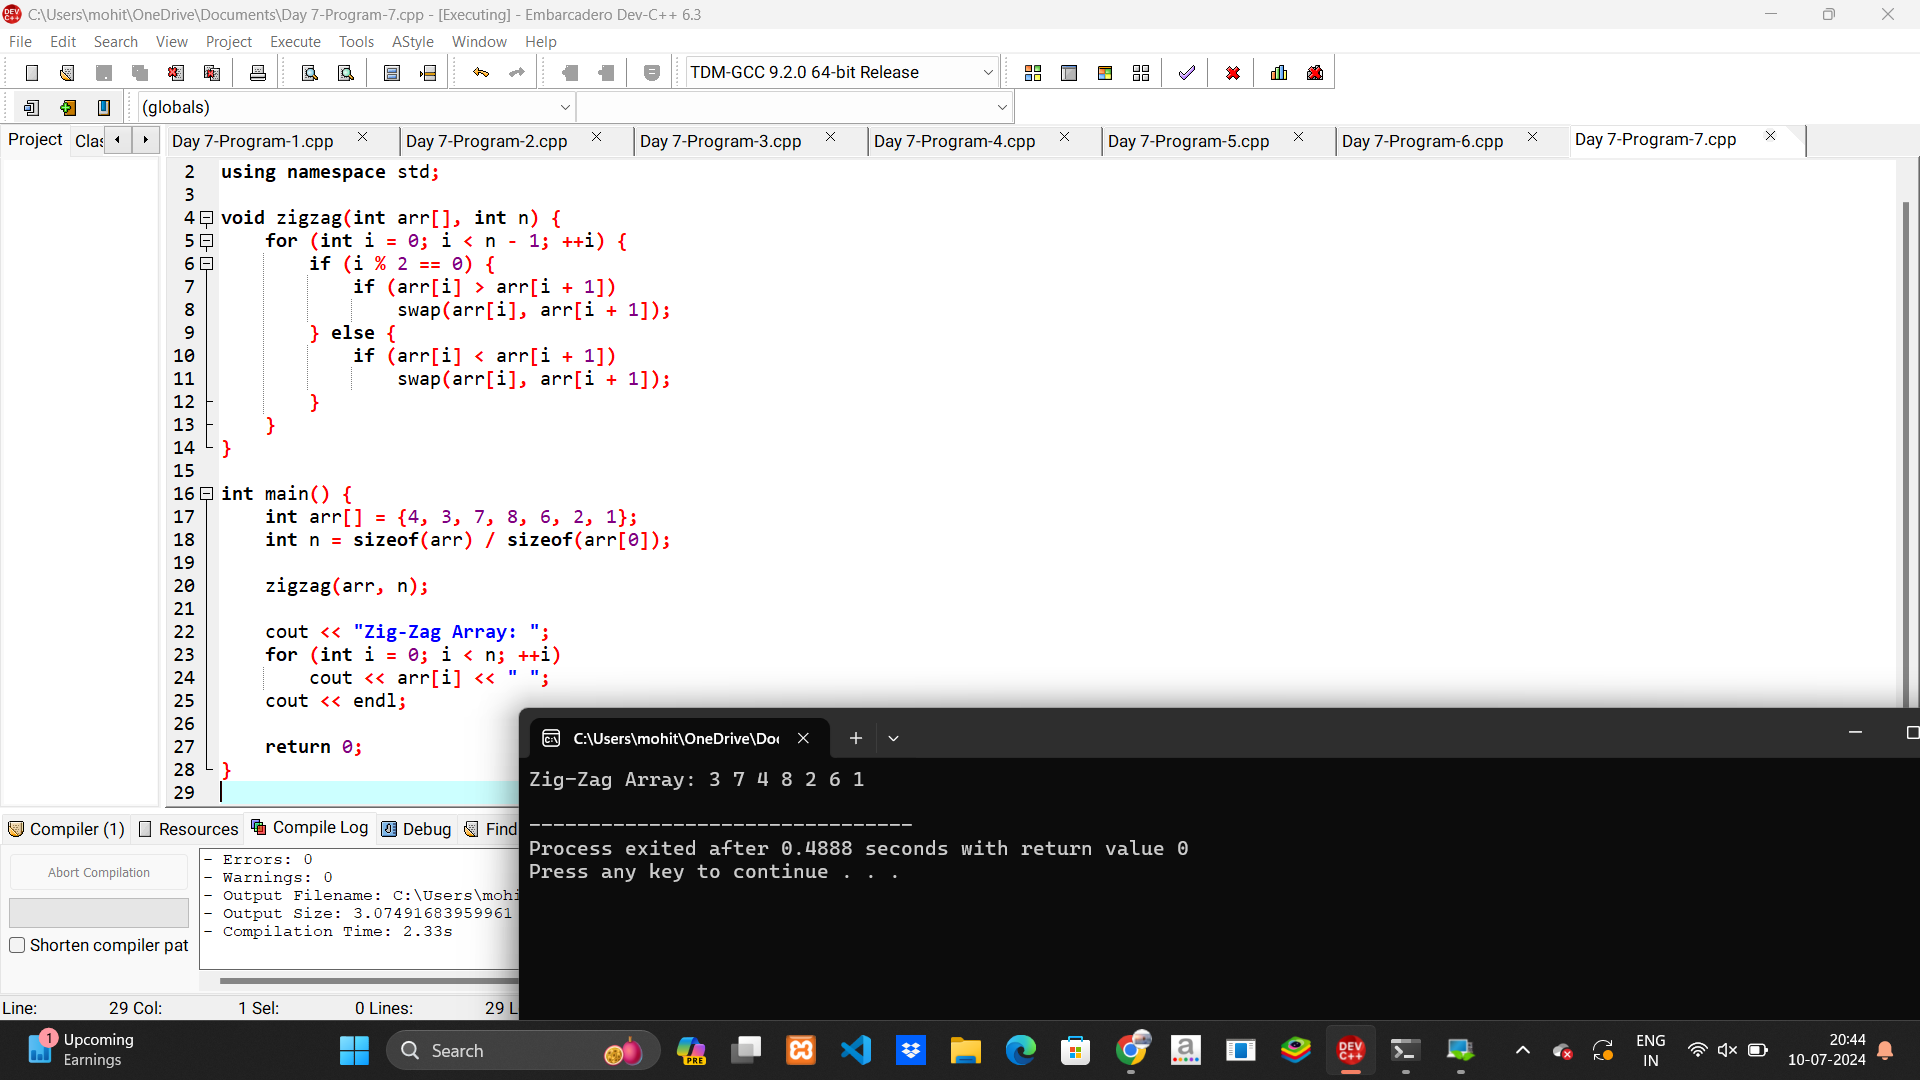 C:\Users\mohit\OneDrive\Documents\Day 7-Program-7.cpp - [Executing] - Embarcadero Dev-C++ 6.3
File Edit Search View Project Execute Tools AStyle Window Help
TDM-GCC 9.2.0 64-bit Release
(globals)
Project Clas Day 7-Program-1.cpp Day 7-Program-2.cpp Day 7-Program-3.cpp Day 7-Program-4.cpp Day 7-Program-5.cpp Day 7-Program-6.cpp Day 7-Program-7.cpp
2 using namespace std;
3
4 void zigzag(int arr[], int n) {
5     for (int i = 0; i < n - 1; ++i) {
6         if (i % 2 == 0) {
7             if (arr[i] > arr[i + 1])
8                 swap(arr[i], arr[i + 1]);
9         } else {
10             if (arr[i] < arr[i + 1])
11                 swap(arr[i], arr[i + 1]);
12         }
13     }
14 }
15
16 int main() {
17     int arr[] = {4, 3, 7, 8, 6, 2, 1};
18     int n = sizeof(arr) / sizeof(arr[0]);
19
20     zigzag(arr, n);
21
22     cout << "Zig-Zag Array: ";
23     for (int i = 0; i < n; ++i)
24         cout << arr[i] << " ";
25     cout << endl;
26
27     return 0;
28 }
29
C:\Users\mohit\OneDrive\Doc
Zig-Zag Array: 3 7 4 8 2 6 1
--------------------------------
Process exited after 0.4888 seconds with return value 0
Press any key to continue . . .
Compiler (1) Resources Compile Log Debug Find
Abort Compilation
Shorten compiler pat
- Errors: 0
- Warnings: 0
- Output Filename: C:\Users\mohi
- Output Size: 3.07491683959961
- Compilation Time: 2.33s
Line: 29 Col: 1 Sel: 0 Lines: 29 L
1 Upcoming
Earnings
Search
PRE
DEV
C++
ENG
IN
20:44
10-07-2024